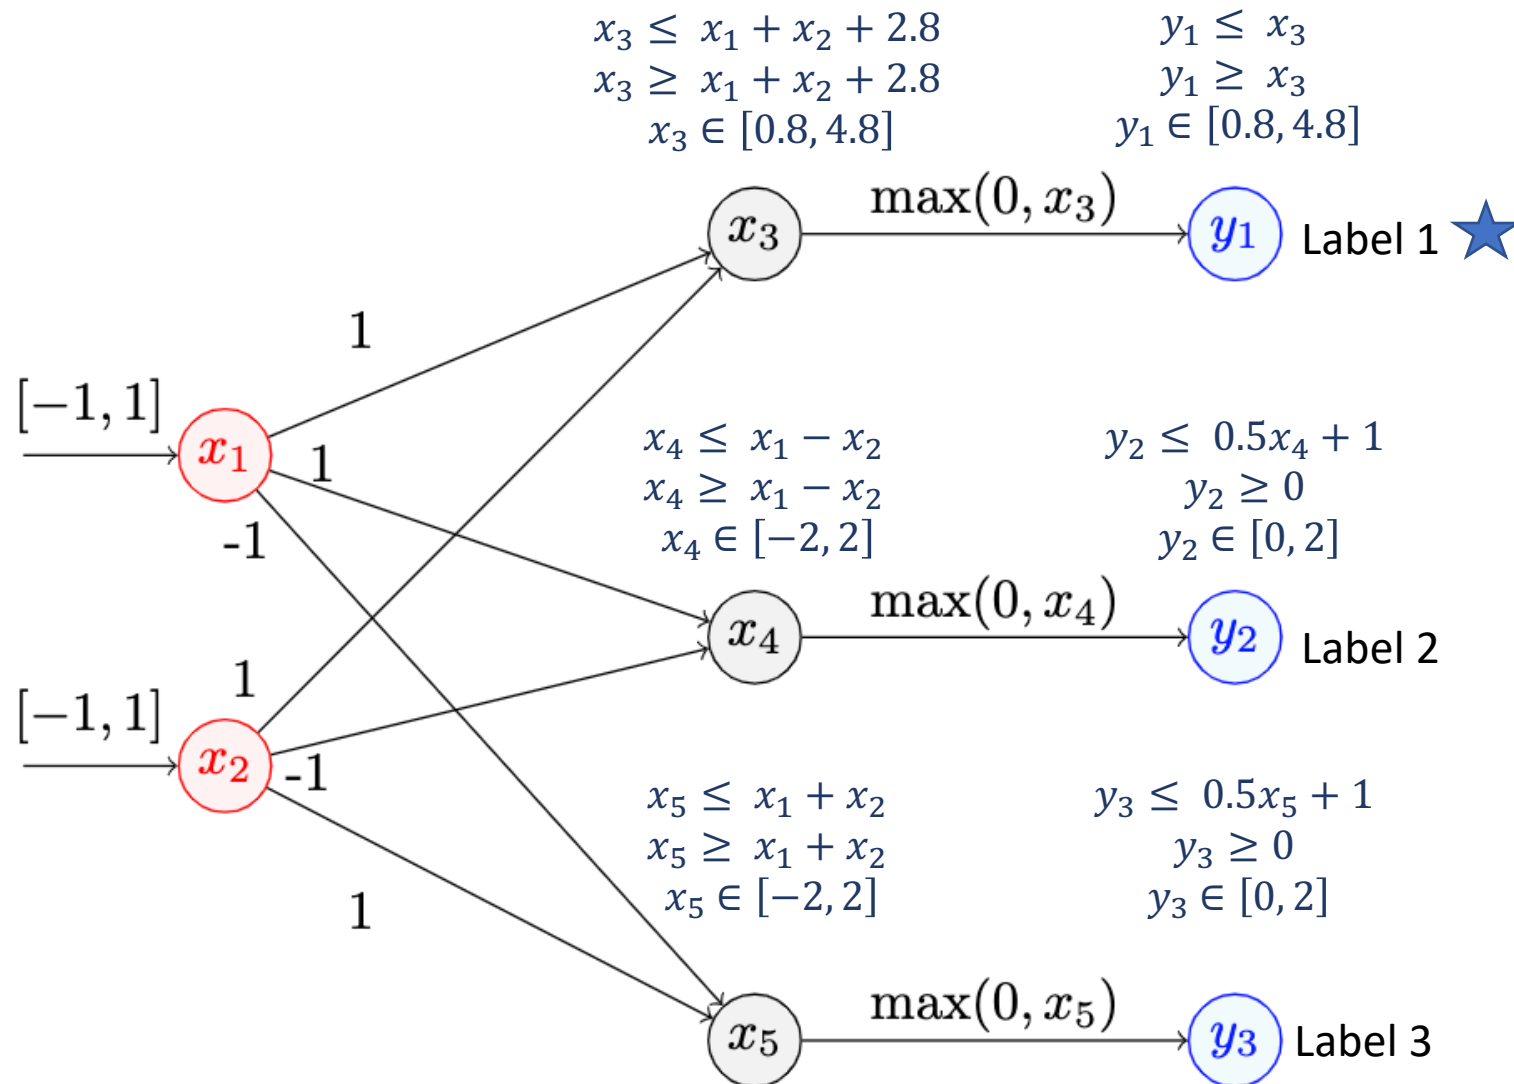 x₃ ≤ x₁ + x₂ + 2.8
x₃ ≥ x₁ + x₂ + 2.8
x₃ ∈ [0.8, 4.8]
y₁ ≤ x₃
y₁ ≥ x₃
y₁ ∈ [0.8, 4.8]
x₃
max(0, x₃)
y₁
Label 1
1
[−1, 1]
x₁
1
-1
x₄ ≤ x₁ − x₂
x₄ ≥ x₁ − x₂
x₄ ∈ [−2, 2]
y₂ ≤ 0.5x₄ + 1
y₂ ≥ 0
y₂ ∈ [0, 2]
x₄
max(0, x₄)
y₂
Label 2
1
[−1, 1]
x₂
-1
1
x₅ ≤ x₁ + x₂
x₅ ≥ x₁ + x₂
x₅ ∈ [−2, 2]
y₃ ≤ 0.5x₅ + 1
y₃ ≥ 0
y₃ ∈ [0, 2]
x₅
max(0, x₅)
y₃
Label 3